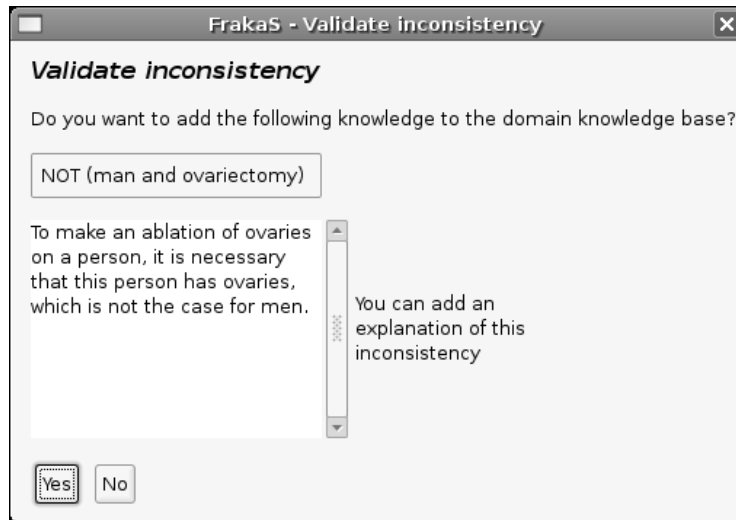 FrakaS - Validate inconsistency
Validate inconsistency
Do you want to add the following knowledge to the domain knowledge base?
NOT (man and ovariectomy)
To make an ablation of ovaries
on a person, it is necessary
that this person has ovaries,
which is not the case for men.
You can add an
explanation of this
inconsistency
Yes No